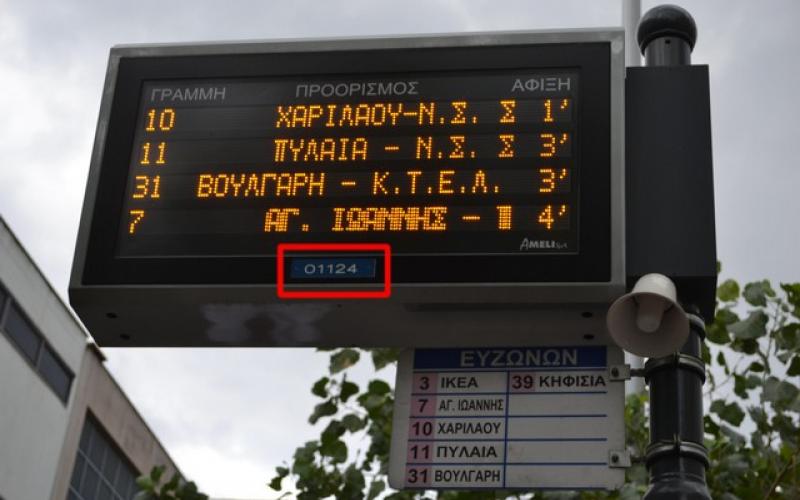 ΓΡΑΜΜΗ ΠΡΟΟΡΙΣΜΟΣ ΑΦΙΞΗ
10 ΧΑΡΙΛΑΟΥ-Ν.Σ. Σ 1'
11 ΠΥΛΑΙΑ - Ν.Σ. Σ 3'
31 ΒΟΥΛΓΑΡΗ - Κ.Τ.Ε.Λ. 3'
7 ΑΓ. ΙΩΑΝΝΗΣ - Π 4'
AMELI s.r.l.
01124
ΕΥΖΩΝΩΝ
3 ΙΚΕΑ 39 ΚΗΦΙΣΙΑ
7 ΑΓ. ΙΩΑΝΝΗΣ
10 ΧΑΡΙΛΑΟΥ
11 ΠΥΛΑΙΑ
31 ΒΟΥΛΓΑΡΗ